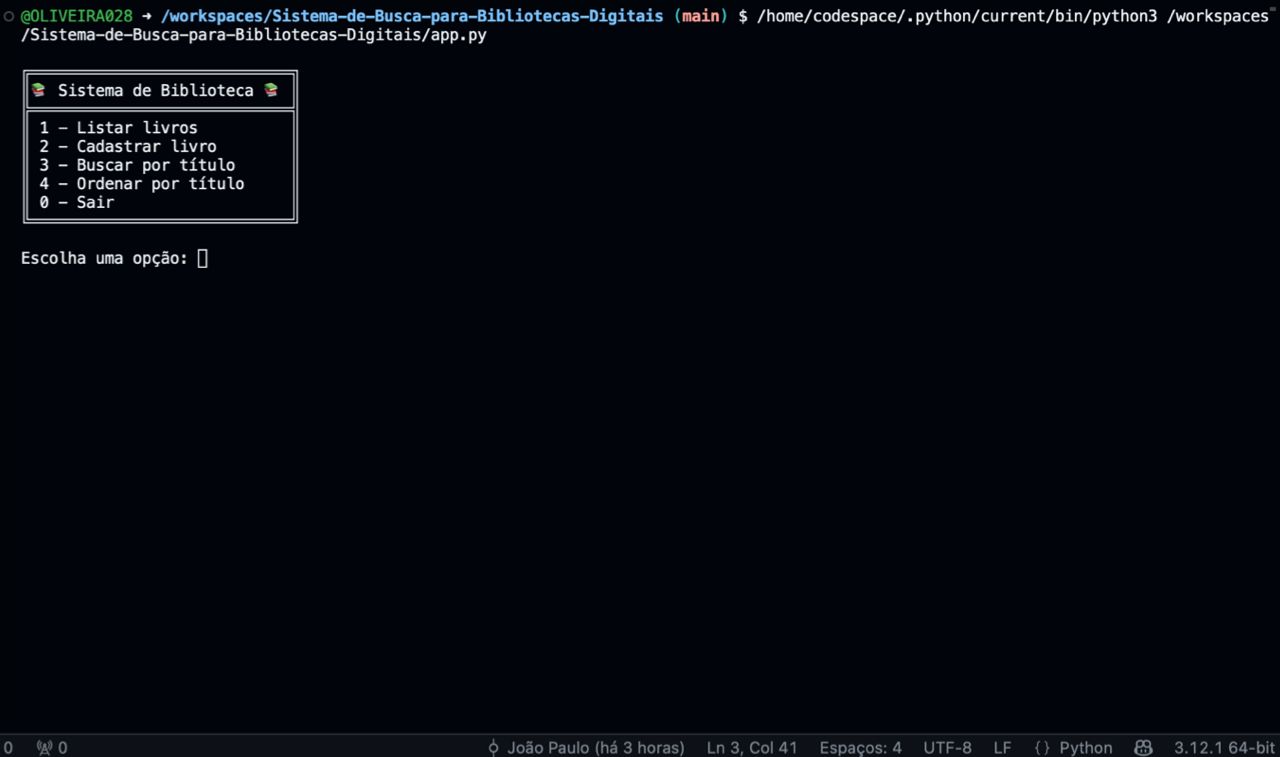 @OLIVEIRA028 → /workspaces/Sistema-de-Busca-para-Bibliotecas-Digitais (main) $ /home/codespace/.python/current/bin/python3 /workspaces
/Sistema-de-Busca-para-Bibliotecas-Digitais/app.py
📚 Sistema de Biblioteca 📚
1 - Listar livros
2 - Cadastrar livro
3 - Buscar por título
4 - Ordenar por título
0 - Sair
Escolha uma opção:
0 0 João Paulo (há 3 horas) Ln 3, Col 41 Espaços: 4 UTF-8 LF {} Python 3.12.1 64-bit